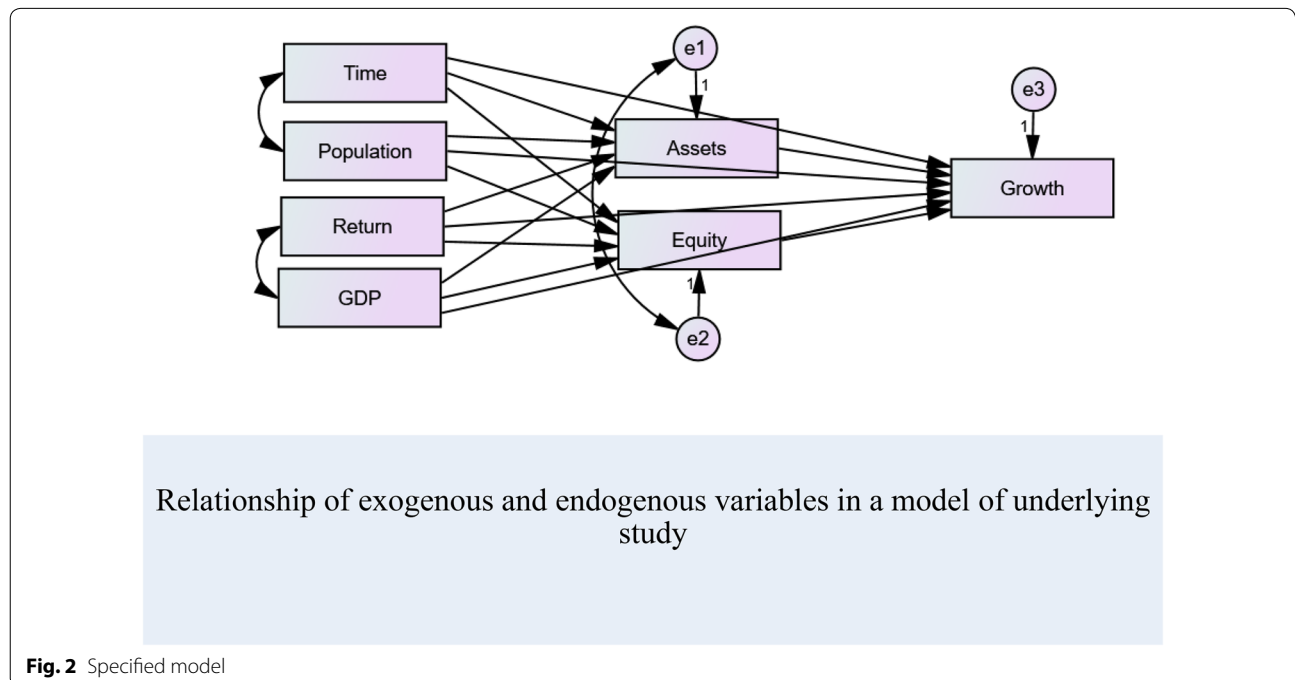 Time
Population
Return
GDP
e1
1
Assets
Equity
1
e2
e3
1
Growth
Relationship of exogenous and endogenous variables in a model of underlying
study
Fig. 2 Specified model